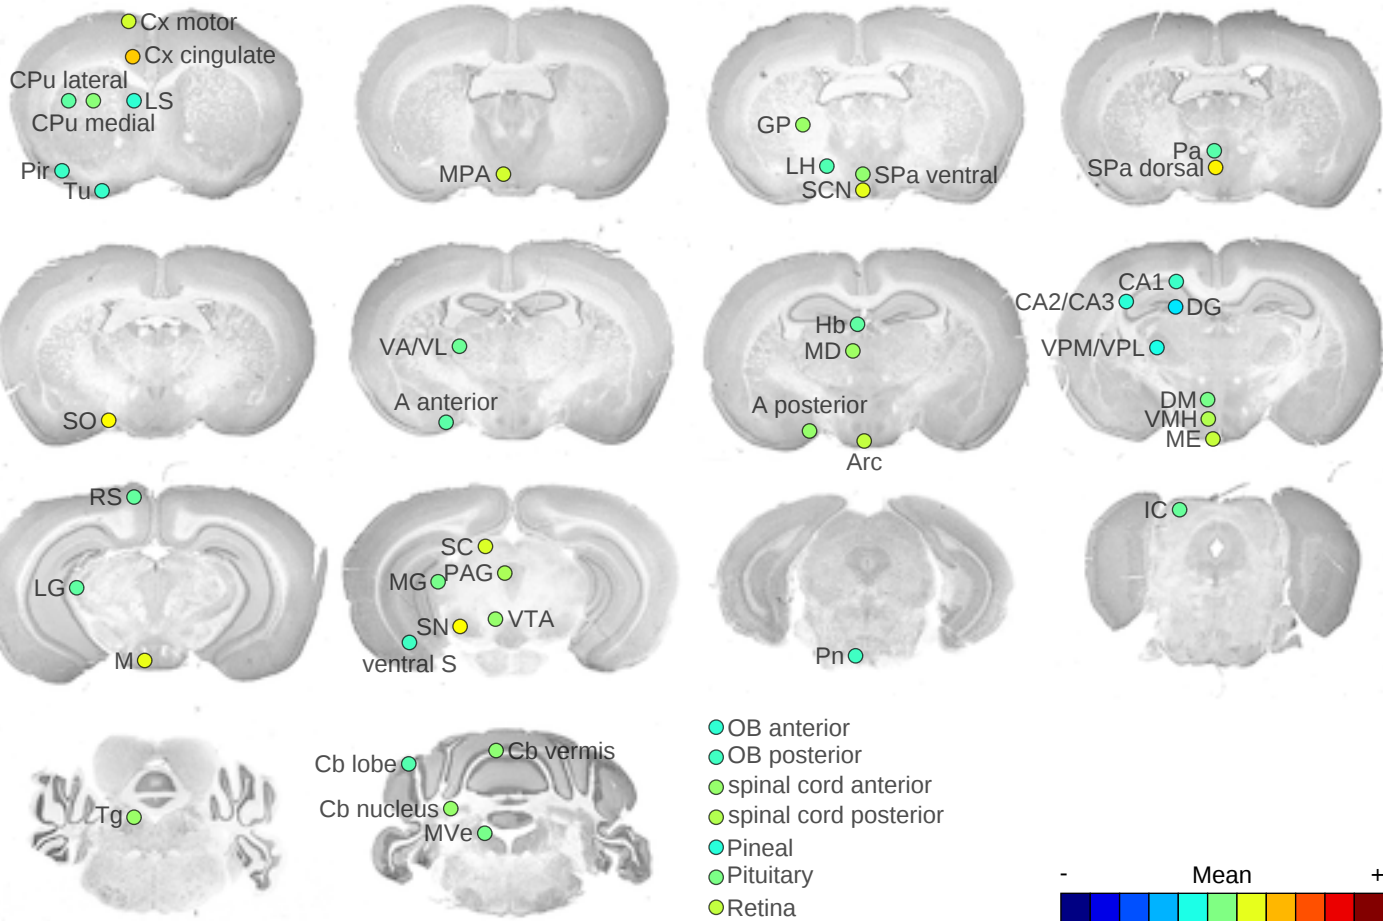 Cx motor
Cx cingulate
CPu lateral
LS
CPu medial
Pir
Tu
MPA
GP
LH
SPa ventral
SCN
Pa
SPa dorsal
SO
VA/VL
A anterior
Hb
MD
A posterior
Arc
CA1
CA2/CA3
DG
VPM/VPL
DM
VMH
ME
RS
LG
M
SC
PAG
MG
VTA
SN
ventral S
Pn
IC
Tg
Cb vermis
Cb lobe
Cb nucleus
MVe
OB anterior
OB posterior
spinal cord anterior
spinal cord posterior
Pineal
Pituitary
Retina
- Mean +